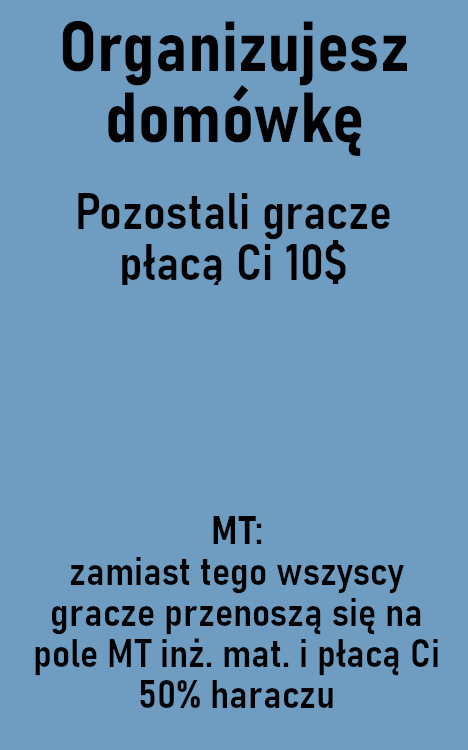 Organizujesz
domówkę
Pozostali gracze
płacą Ci 10$
MT:
zamiast tego wszyscy
gracze przenoszą się na
pole MT inż. mat. i płacą Ci
50% haraczu